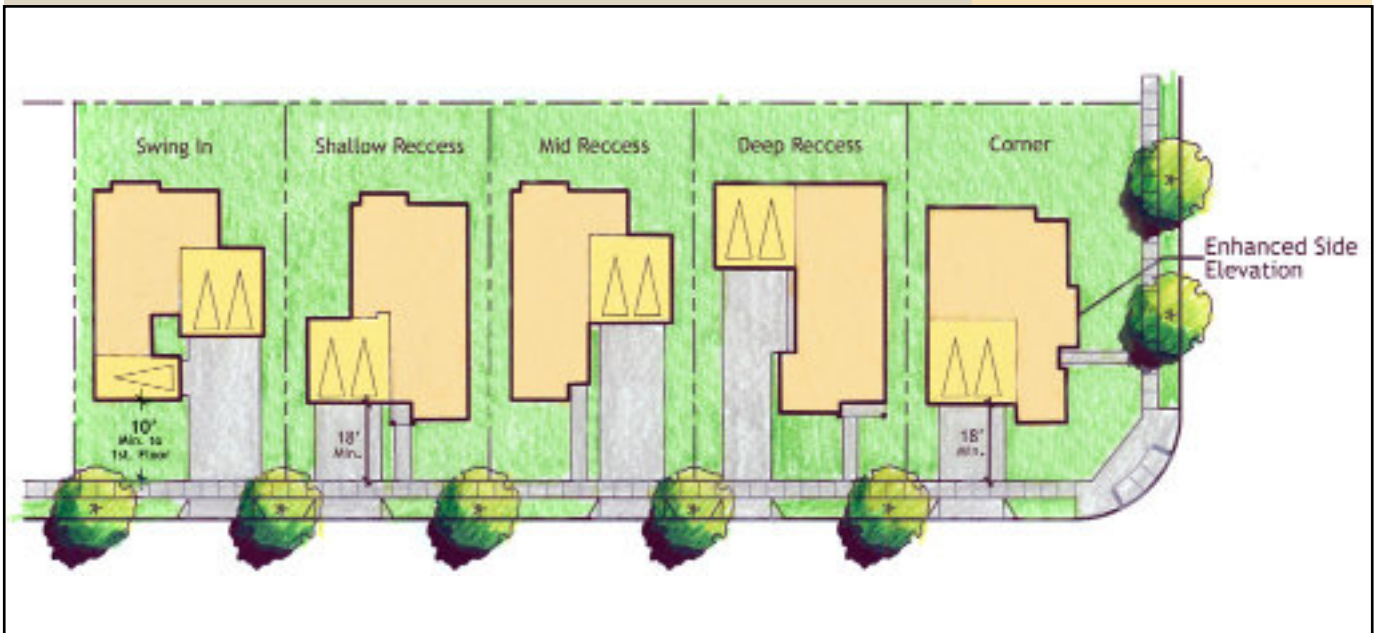 Swing In
Shallow Reccess
Mid Reccess
Deep Reccess
Corner
Enhanced Side
Elevation
10'
Min. to
1st. Floor
18'
Min.
18'
Min.